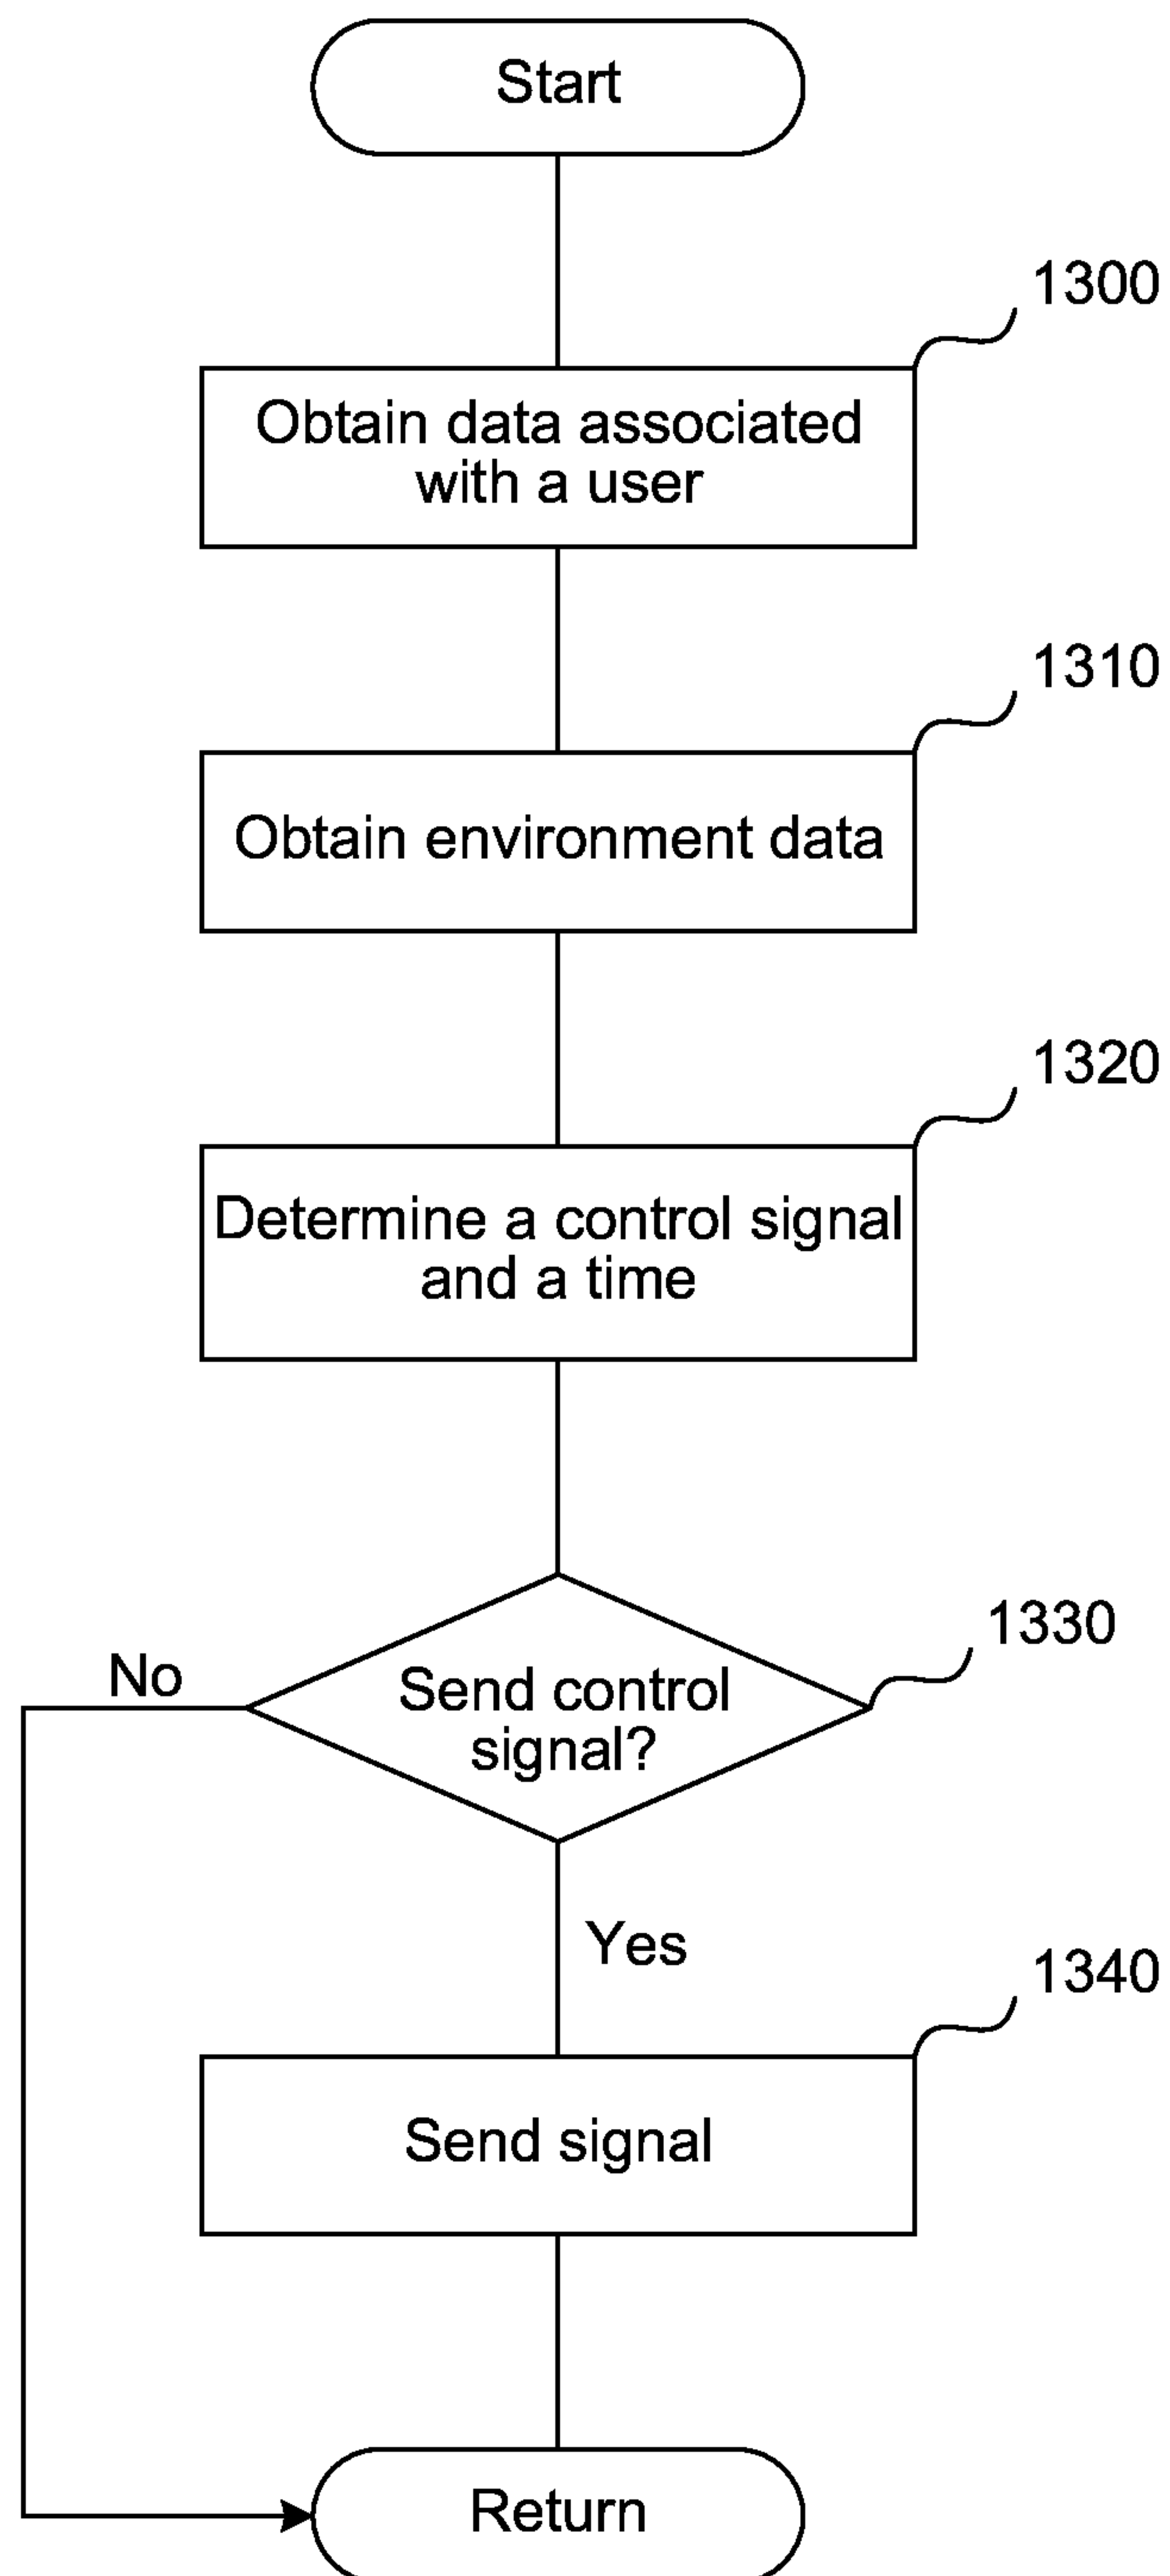 Start
1300
Obtain data associated
with a user
1310
Obtain environment data
1320
Determine a control signal
and a time
1330
No
Send control
signal?
Yes
1340
Send signal
Return